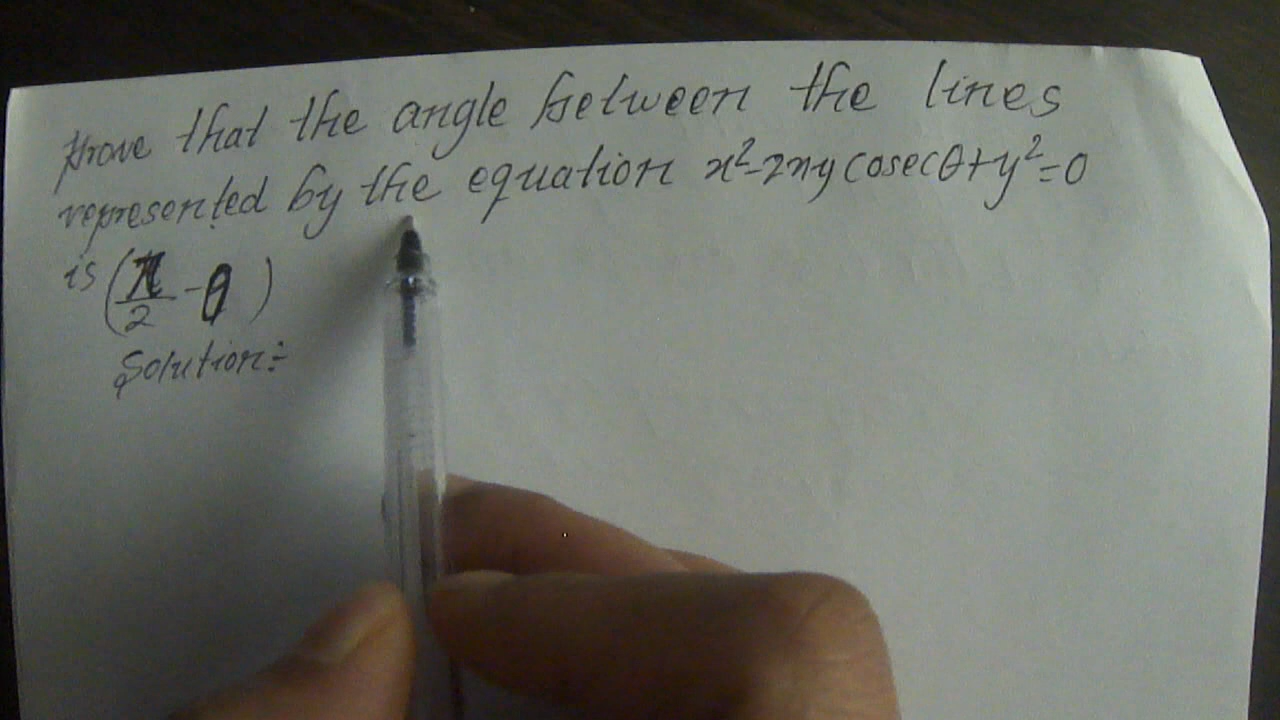 Prove that the angle between the lines
represented by the equation x²-2xy cosecθ+y²=0
is (π/2 - θ)
Solution:-